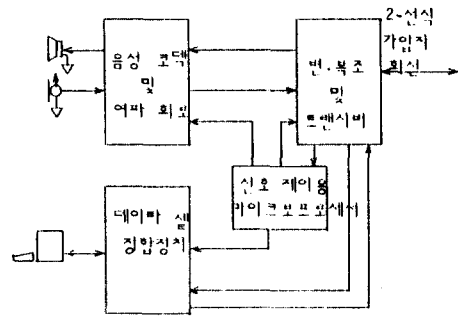 음성 코덱
및
여파 회로
변·복조
및
트랜시버
2-선식
가입자
회선
신호 제어용
마이크로프로세서
데이타 셀
집합장치